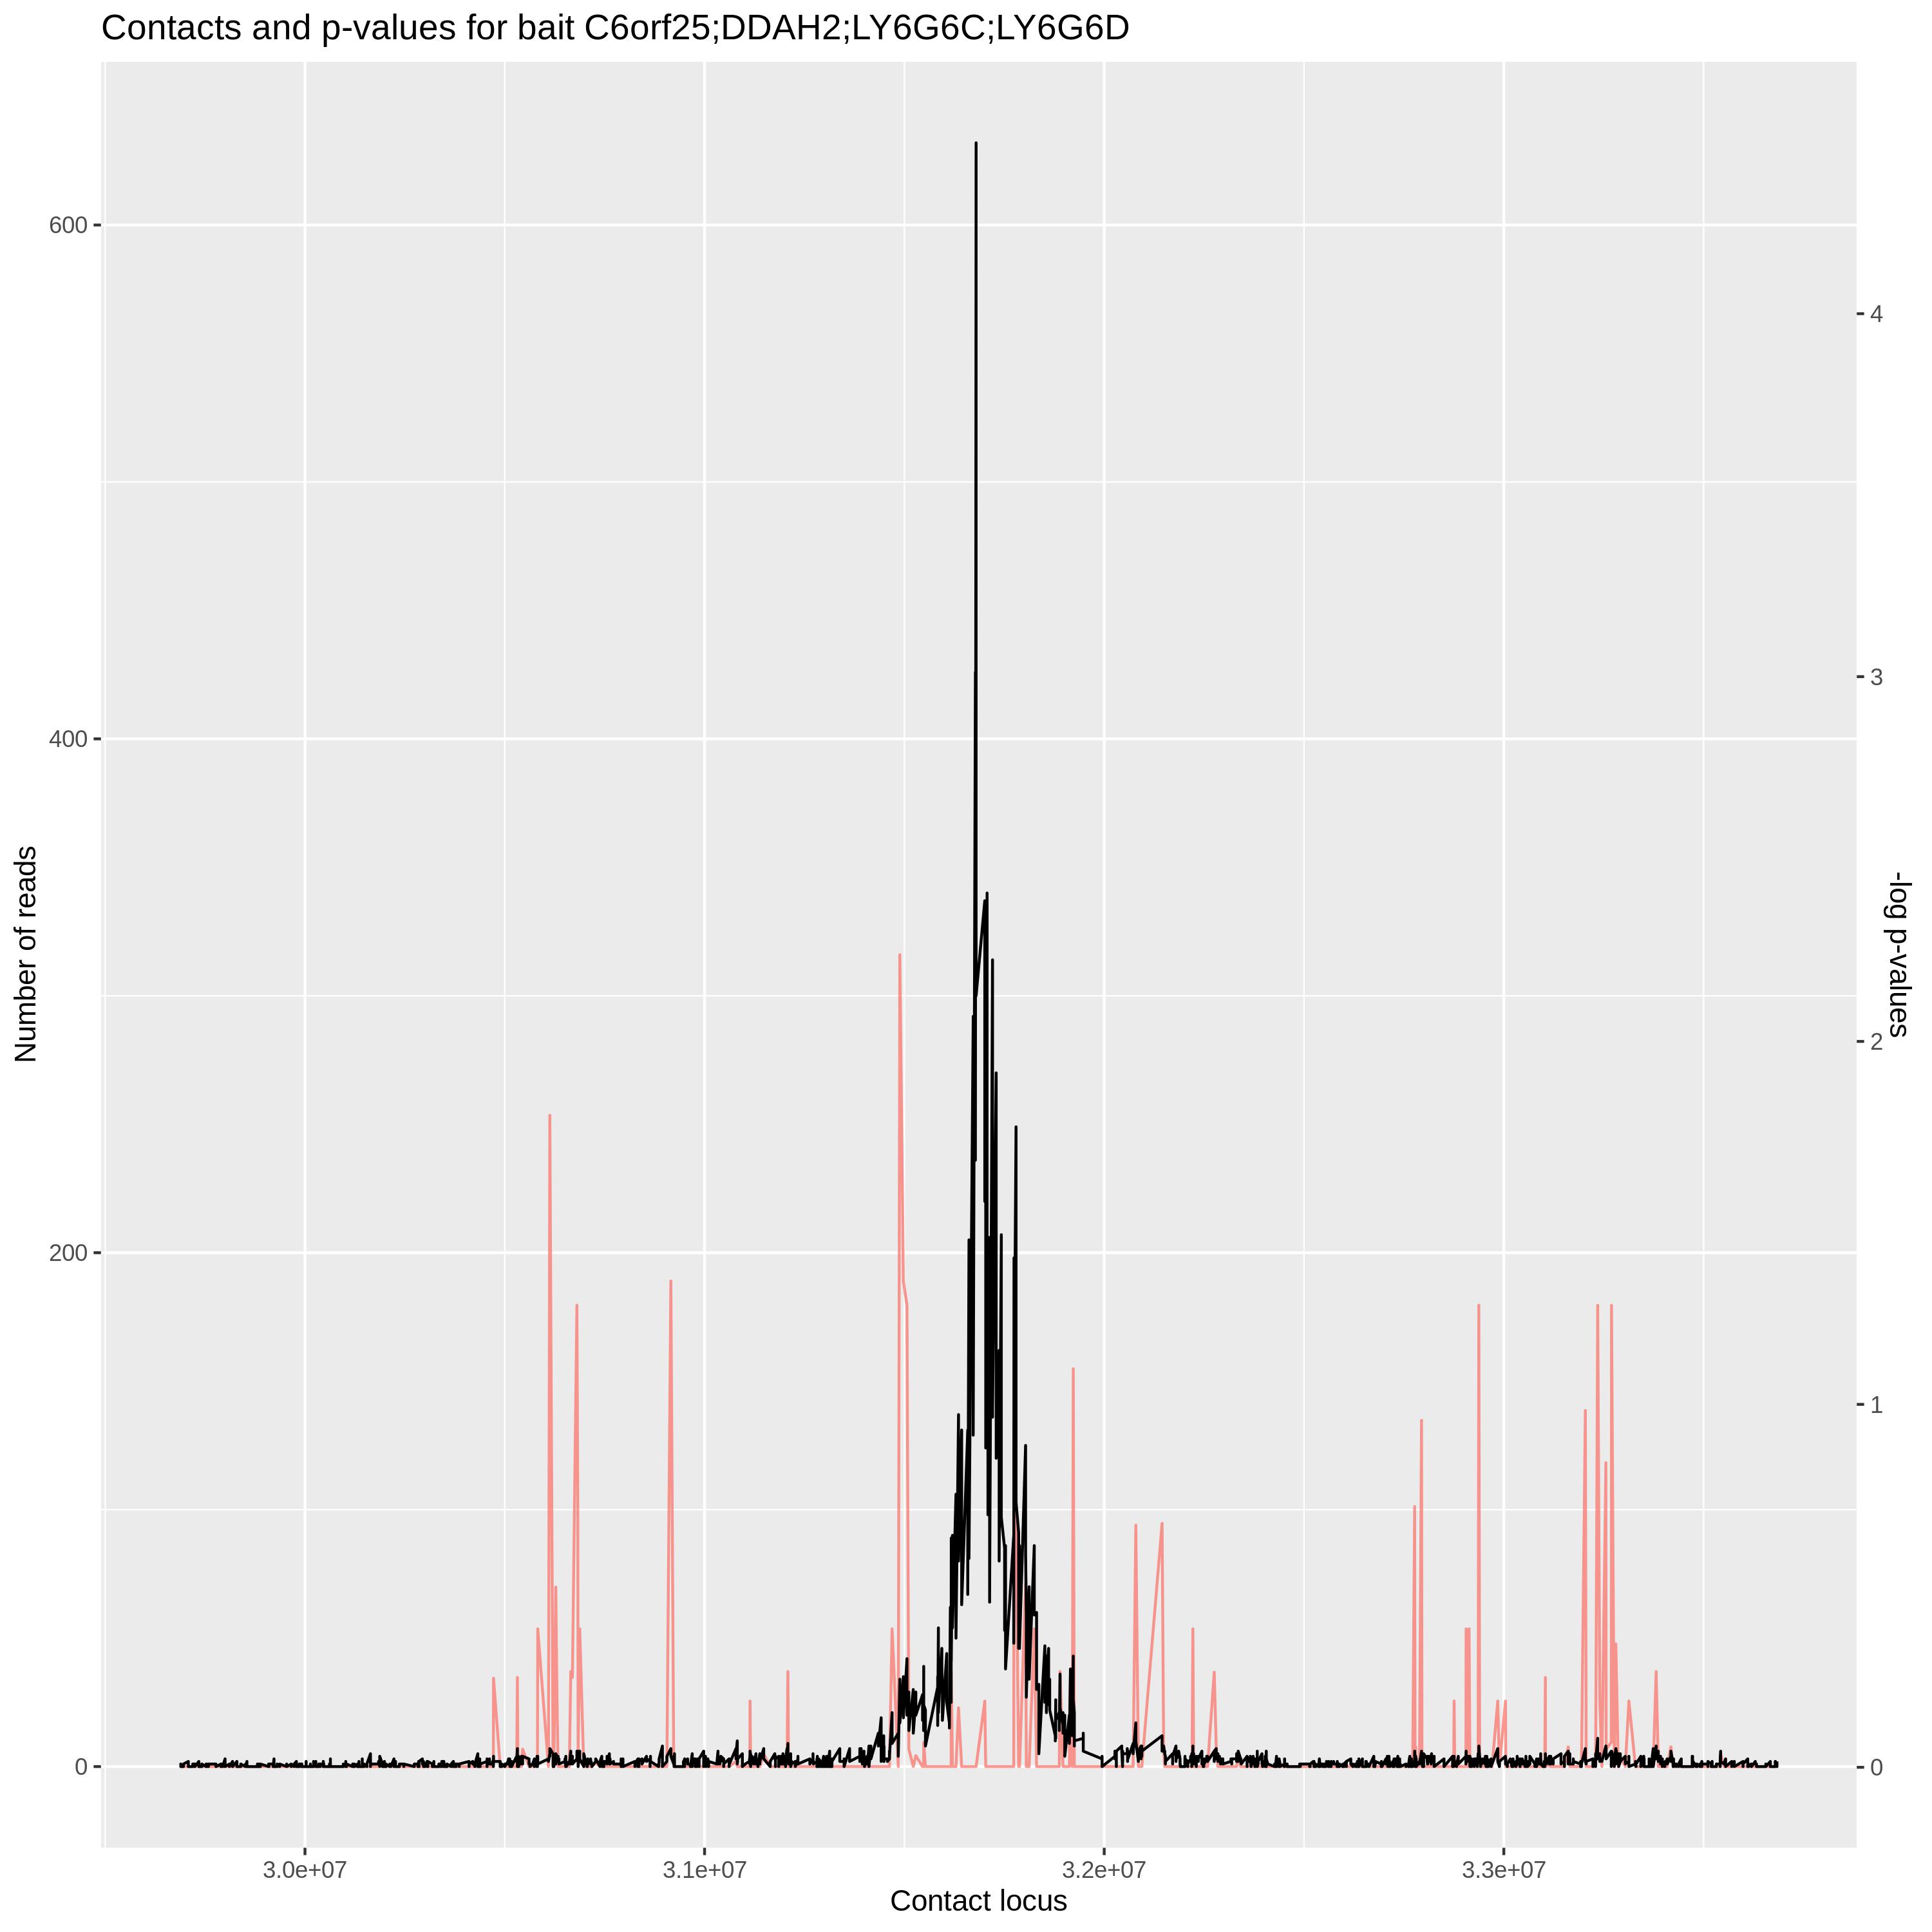 Contacts and p-values for bait C6orf25;DDAH2;LY6G6C;LY6G6D
600
400
200
0
Number of reads
4
3
2
1
0
-log p-values
3.0e+07 3.1e+07 3.2e+07 3.3e+07
Contact locus